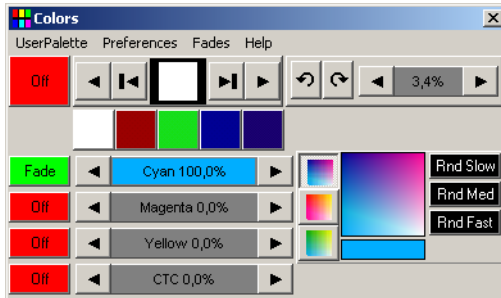 Colors
UserPalette Preferences Fades Help
Off 3,4%
Fade Cyan 100,0% Rnd Slow
Off Magenta 0,0% Rnd Med
Rnd Fast
Off Yellow 0,0%
Off CTC 0,0%